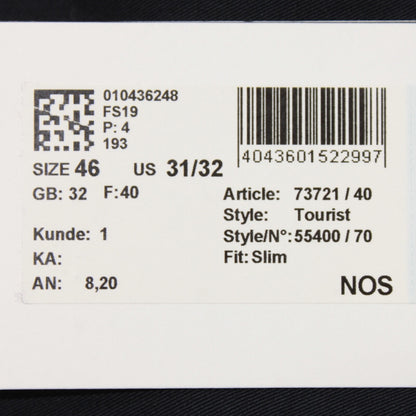 010436248
FS19
P: 4
193
4043601522997
SIZE 46 US 31/32
GB: 32 F: 40
Article: 73721 / 40
Style: Tourist
Kunde: 1
Style/N°: 55400 / 70
KA:
Fit: Slim
AN: 8,20
NOS